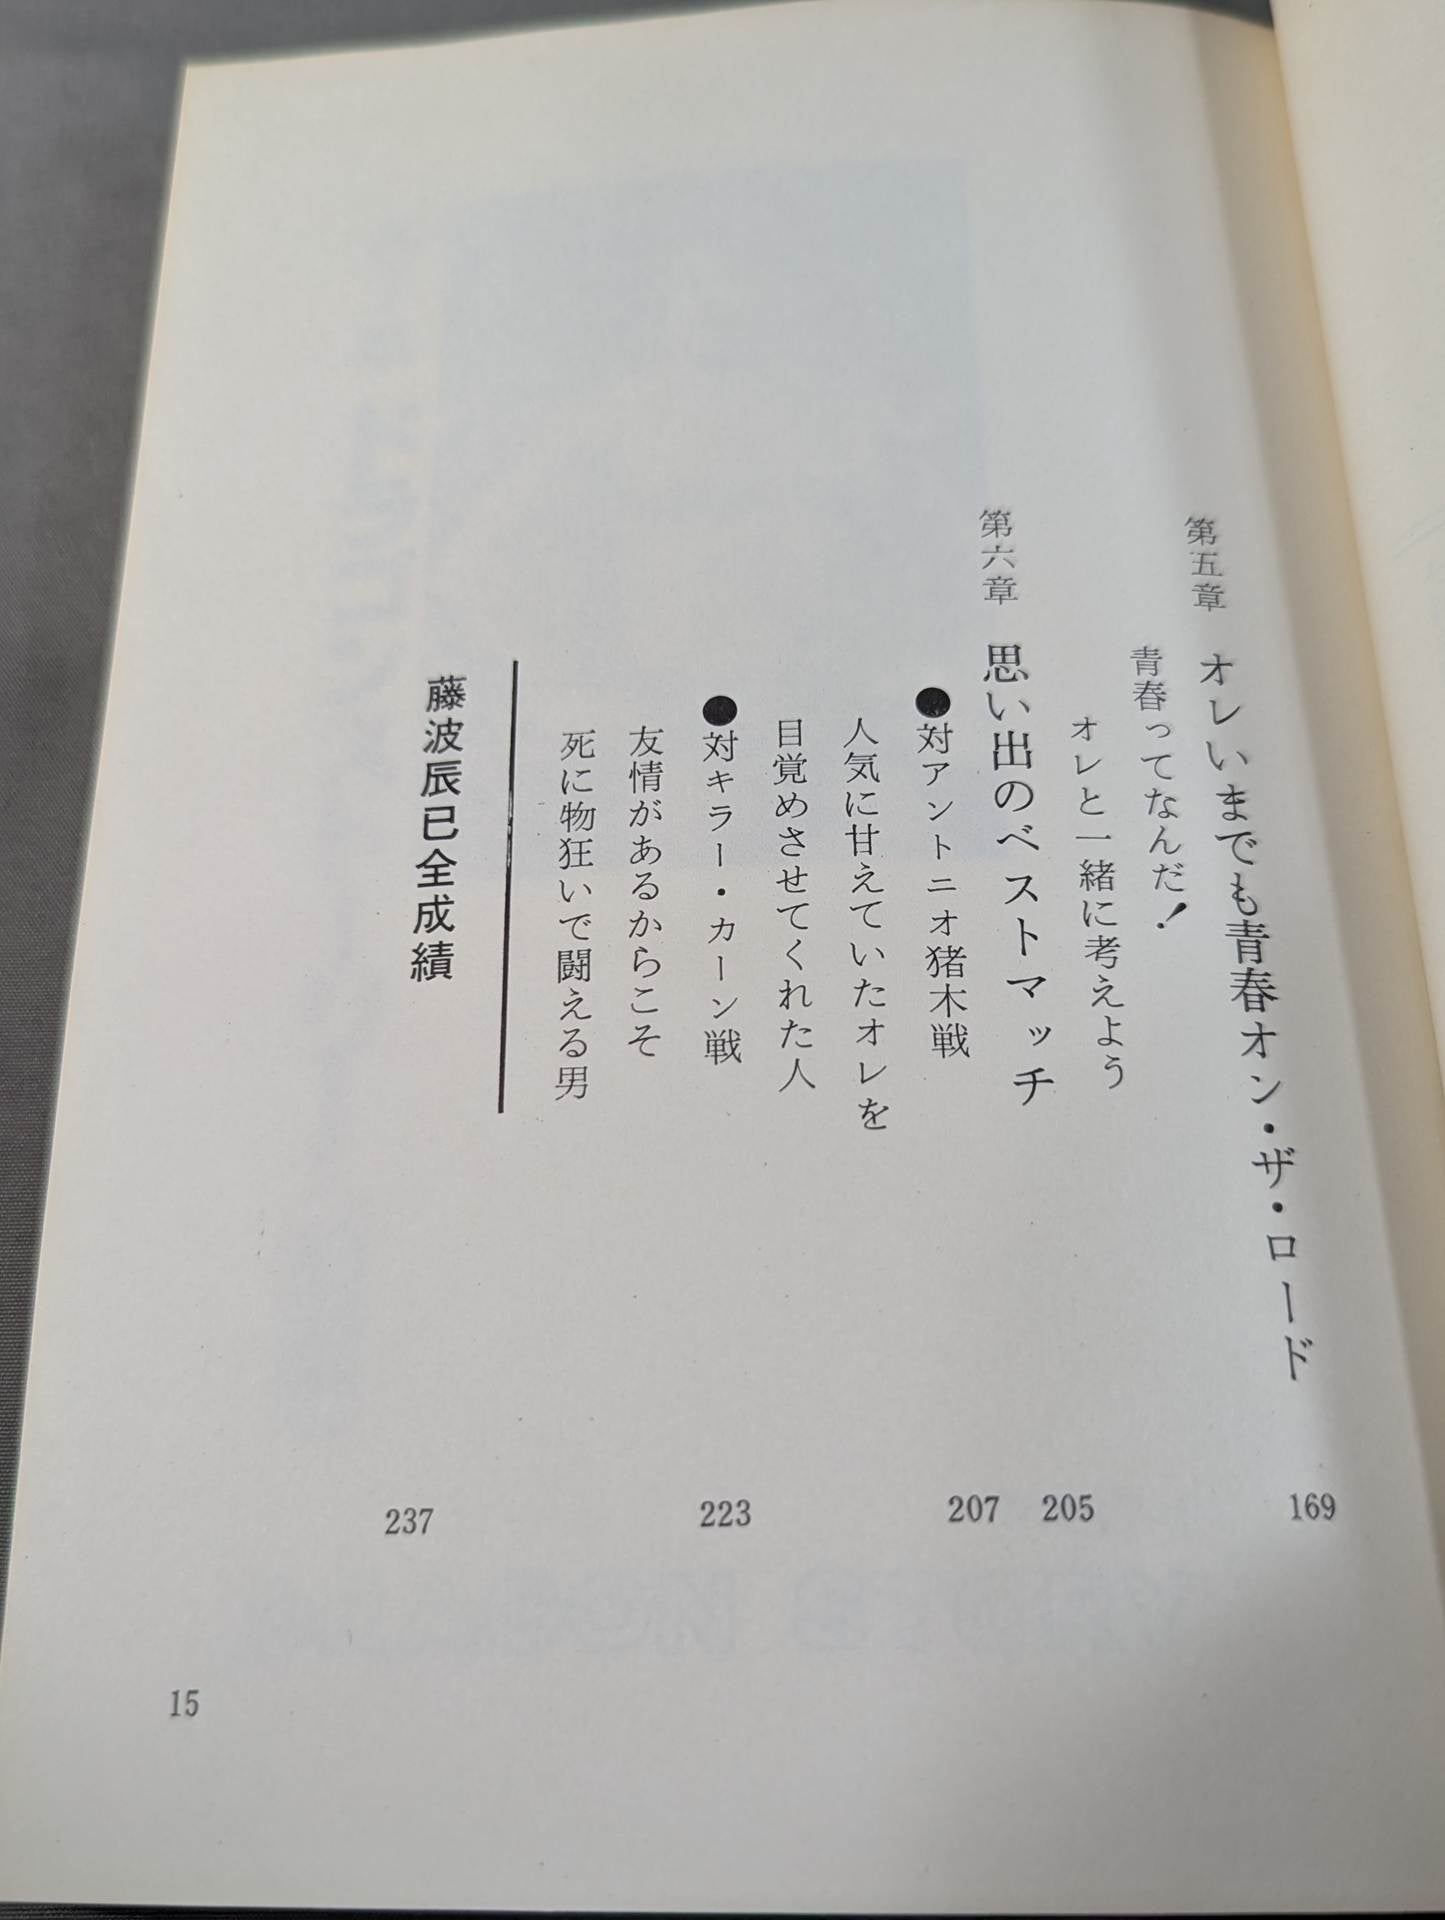 第五章 オレいまでも青春オン・ザ・ロード 169
青春ってなんだ！
オレと一緒に考えよう
第六章 思い出のベストマッチ 205
●対アントニオ猪木戦 207
人気に甘えていたオレを
目覚めさせてくれた人
●対キラー・カーン戦 223
友情があるからこそ
死に物狂いで闘える男
藤波辰巳全成績 237
15